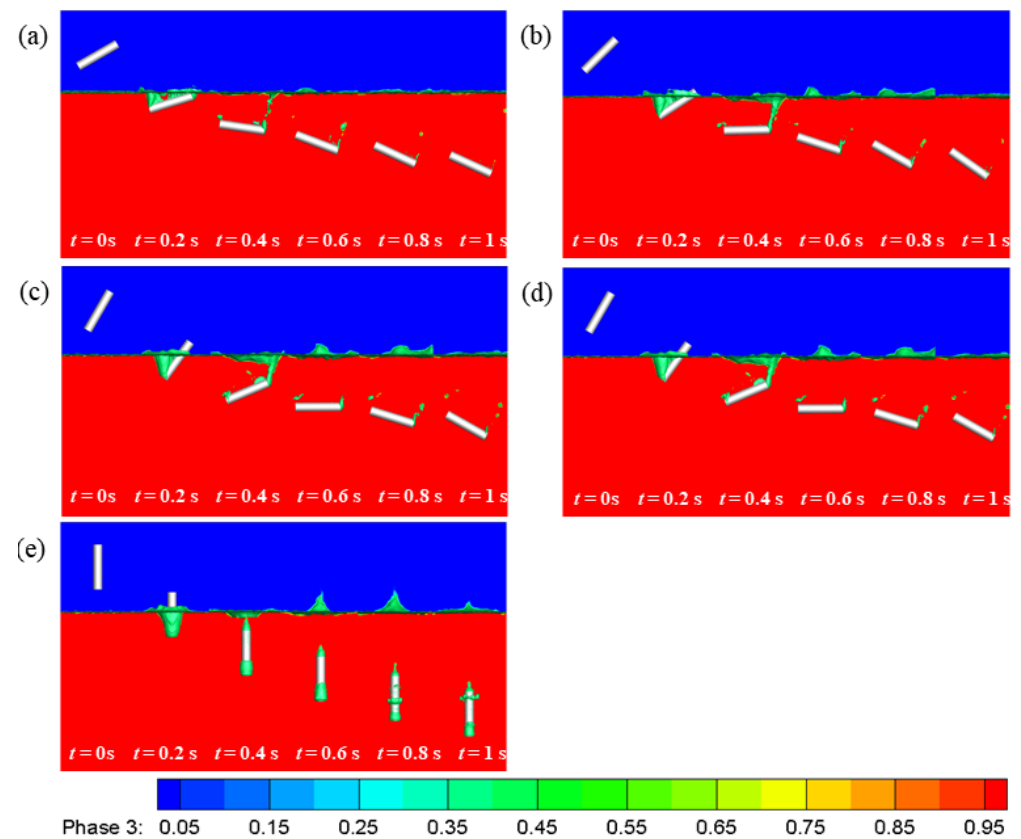 (a)
(b)
t = 0s t = 0.2 s t = 0.4 s t = 0.6 s t = 0.8 s t = 1 s
t = 0s t = 0.2 s t = 0.4 s t = 0.6 s t = 0.8 s t = 1 s
(c)
(d)
t = 0s t = 0.2 s t = 0.4 s t = 0.6 s t = 0.8 s t = 1 s
t = 0s t = 0.2 s t = 0.4 s t = 0.6 s t = 0.8 s t = 1 s
(e)
t = 0s t = 0.2 s t = 0.4 s t = 0.6 s t = 0.8 s t = 1 s
Phase 3: 0.05 0.15 0.25 0.35 0.45 0.55 0.65 0.75 0.85 0.95